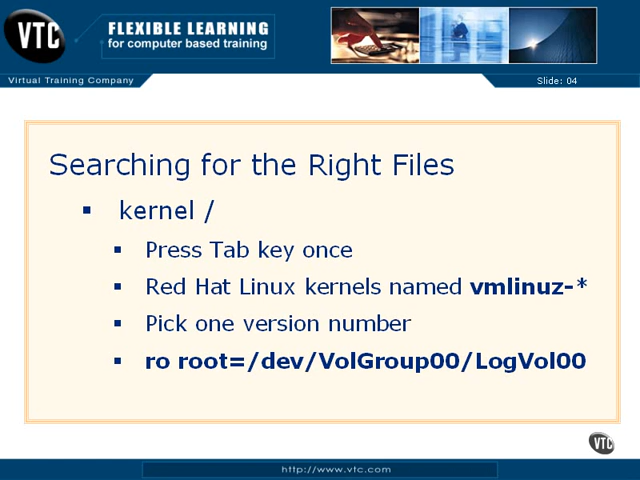 VTC
FLEXIBLE LEARNING
for computer based training
Virtual Training Company
Slide: 04
Searching for the Right Files
▪ kernel /
▪ Press Tab key once
▪ Red Hat Linux kernels named vmlinuz-*
▪ Pick one version number
▪ ro root=/dev/VolGroup00/LogVol00
VTC
http://www.vtc.com